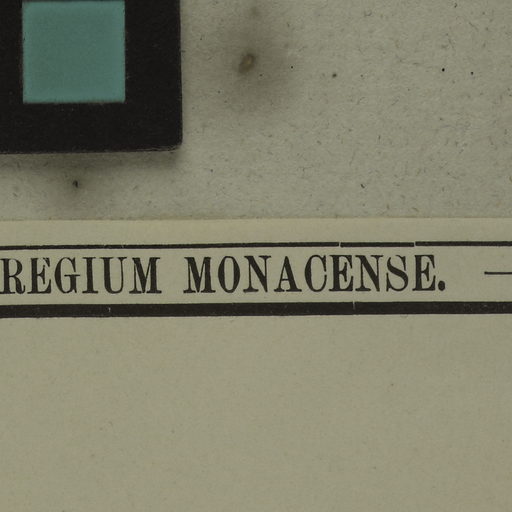 REGIUM MONACENSE. —